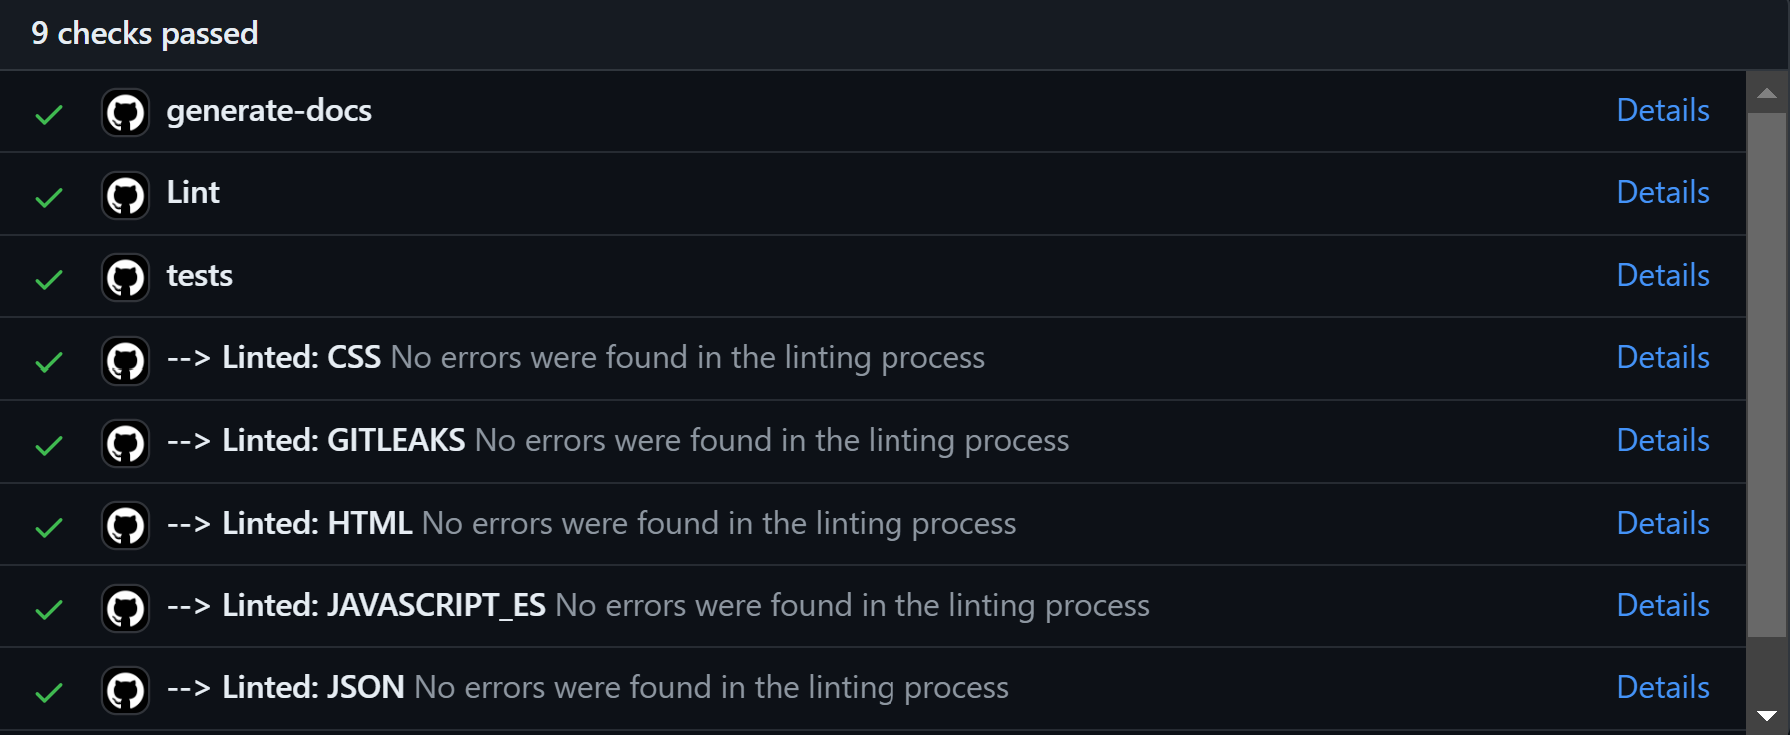 9 checks passed
generate-docs Details
Lint Details
tests Details
--> Linted: CSS No errors were found in the linting process Details
--> Linted: GITLEAKS No errors were found in the linting process Details
--> Linted: HTML No errors were found in the linting process Details
--> Linted: JAVASCRIPT_ES No errors were found in the linting process Details
--> Linted: JSON No errors were found in the linting process Details